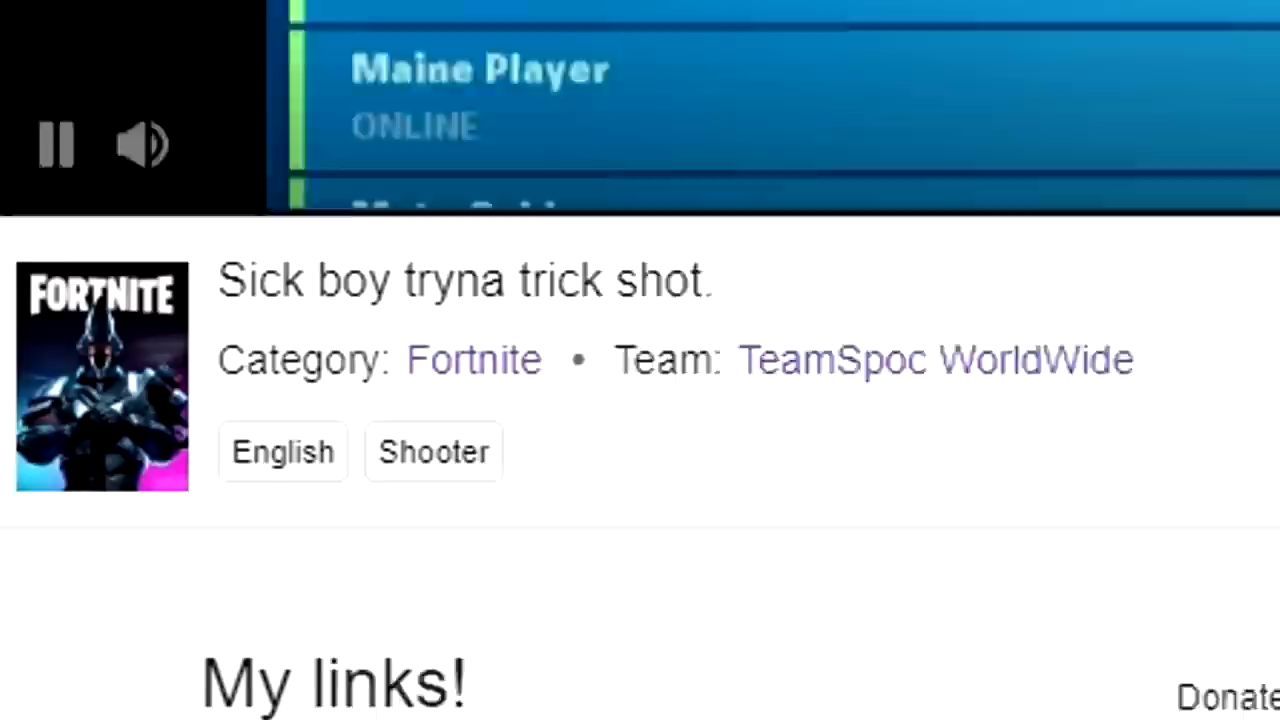 Maine Player
ONLINE
FORTNITE
Sick boy tryna trick shot.
Category: Fortnite • Team: TeamSpoc WorldWide
English Shooter
My links!
Donate